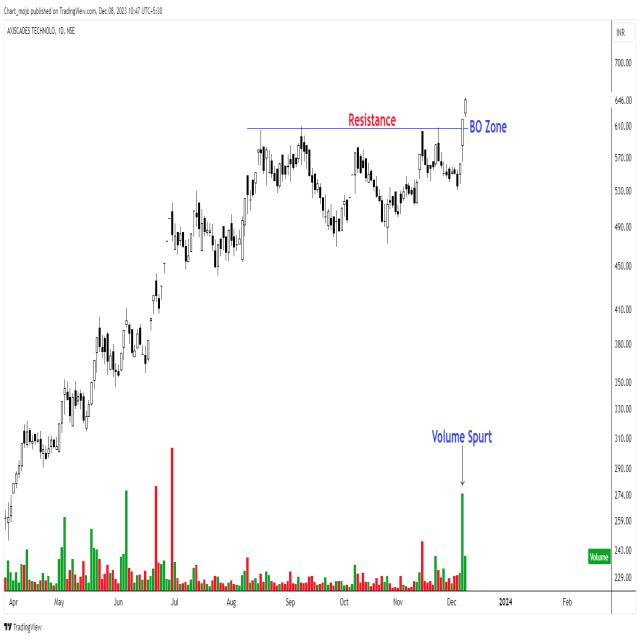 Chart_mojo published on TradingView.com, Dec 08, 2023 10:47 UTC+5:30
AXISCADES TECHNOLO, 1D, NSE
INR
700.00
646.00
Resistance
610.00
BO Zone
570.00
530.00
490.00
450.00
410.00
380.00
350.00
330.00
310.00
Volume Spurt
290.00
274.00
255.00
240.00
Volume
229.00
Apr May Jun Jul Aug Sep Oct Nov Dec 2024 Feb
TradingView